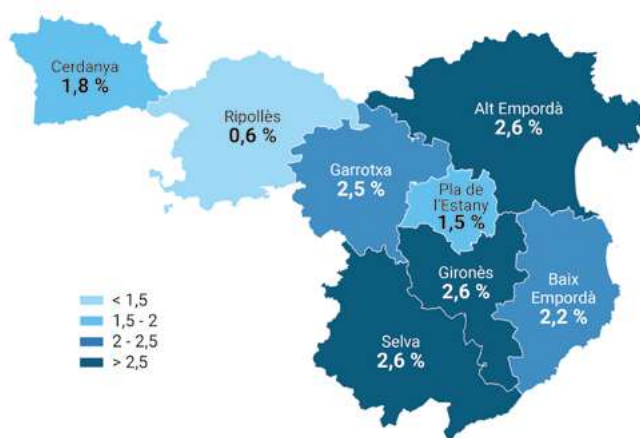 Cerdanya
1,8 %
Ripollès
0,6 %
Alt Empordà
2,6 %
Garrotxa
2,5 %
Pla de
l'Estany
1,5 %
Gironès
2,6 %
Baix
Empordà
2,2 %
Selva
2,6 %
< 1,5
1,5 - 2
2 - 2,5
> 2,5